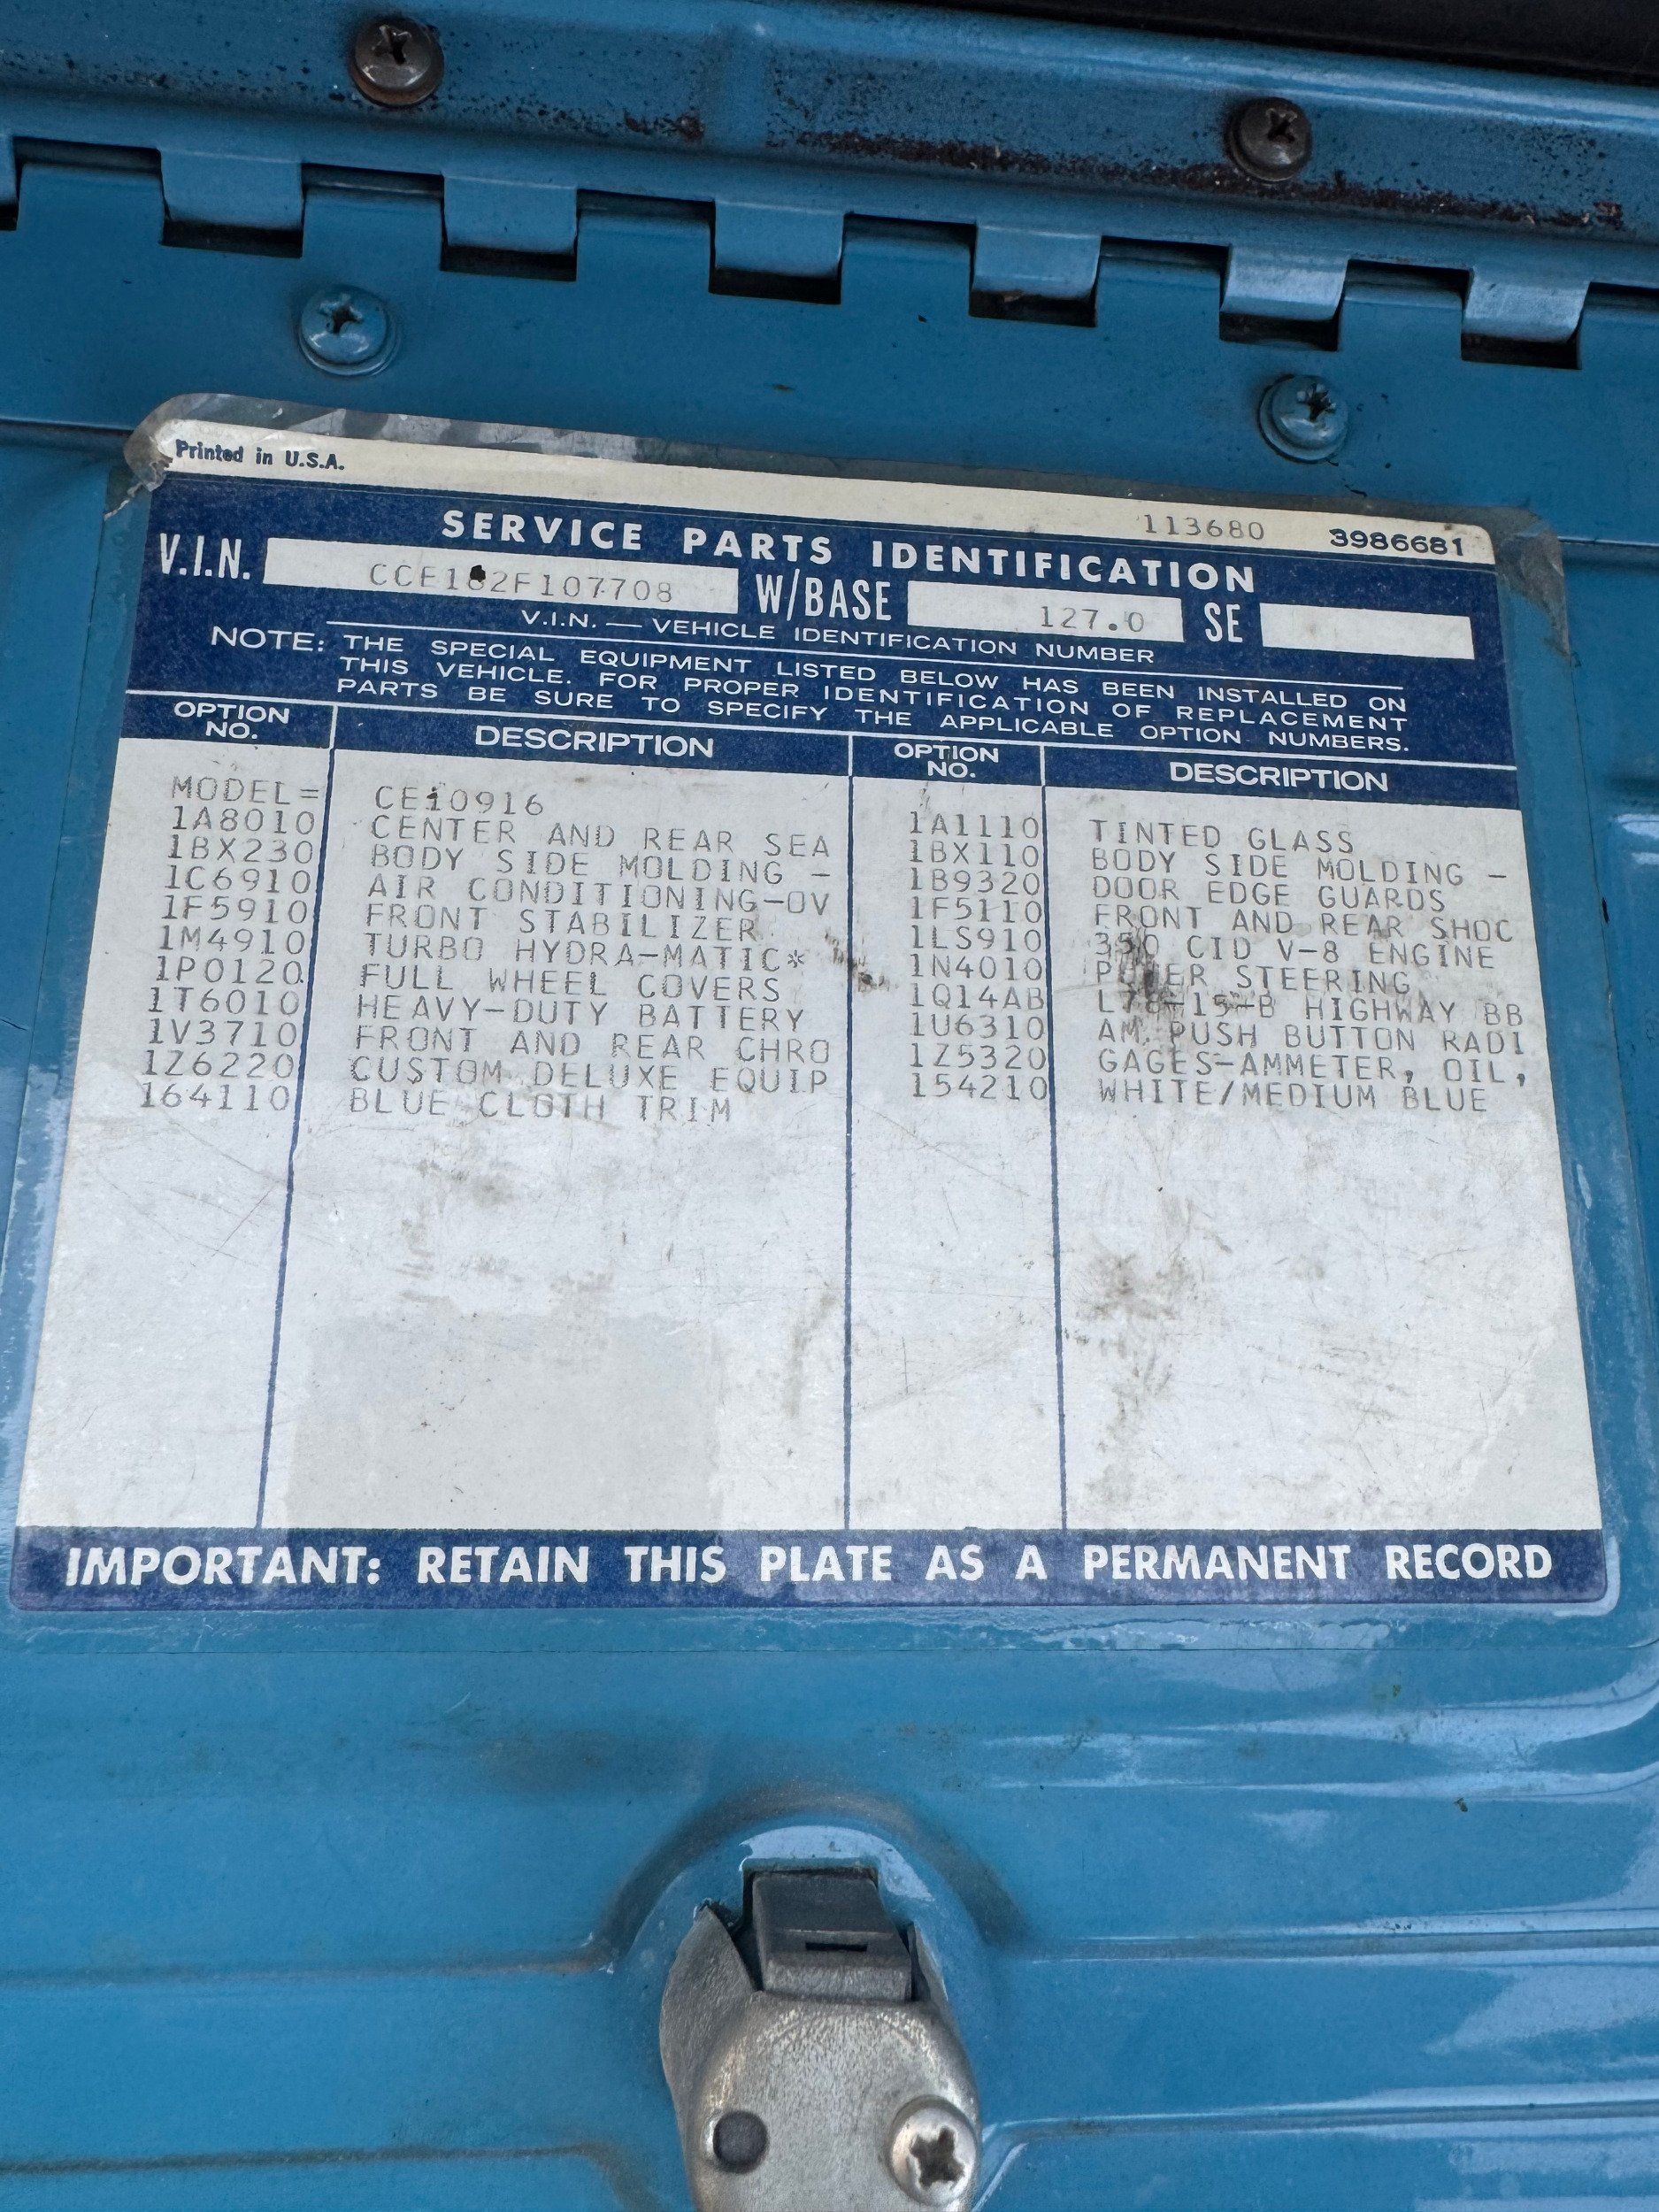 Printed in U.S.A.
113680 3986681
SERVICE PARTS IDENTIFICATION
V.I.N. CCE182F107708 W/BASE 127.0 SE
V.I.N. — VEHICLE IDENTIFICATION NUMBER
NOTE: THE SPECIAL EQUIPMENT LISTED BELOW HAS BEEN INSTALLED ON
THIS VEHICLE. FOR PROPER IDENTIFICATION OF REPLACEMENT
PARTS BE SURE TO SPECIFY THE APPLICABLE OPTION NUMBERS.
OPTION NO. DESCRIPTION OPTION NO. DESCRIPTION
MODEL= CE10916
1A8010 CENTER AND REAR SEA 1A1110 TINTED GLASS
1BX230 BODY SIDE MOLDING - 1BX110 BODY SIDE MOLDING -
1C6910 AIR CONDITIONING-OV 1B9320 DOOR EDGE GUARDS
1F5910 FRONT STABILIZER 1F5110 FRONT AND REAR SHOC
1M4910 TURBO HYDRA-MATIC* 1LS910 350 CID V-8 ENGINE
1P0120 FULL WHEEL COVERS 1N4010 POWER STEERING
1T6010 HEAVY-DUTY BATTERY 1Q14AB L78-15-B HIGHWAY BB
1V3710 FRONT AND REAR CHRO 1U6310 AM PUSH BUTTON RADI
1Z6220 CUSTOM DELUXE EQUIP 1Z5320 GAGES-AMMETER, OIL,
164110 BLUE CLOTH TRIM 154210 WHITE/MEDIUM BLUE
IMPORTANT: RETAIN THIS PLATE AS A PERMANENT RECORD